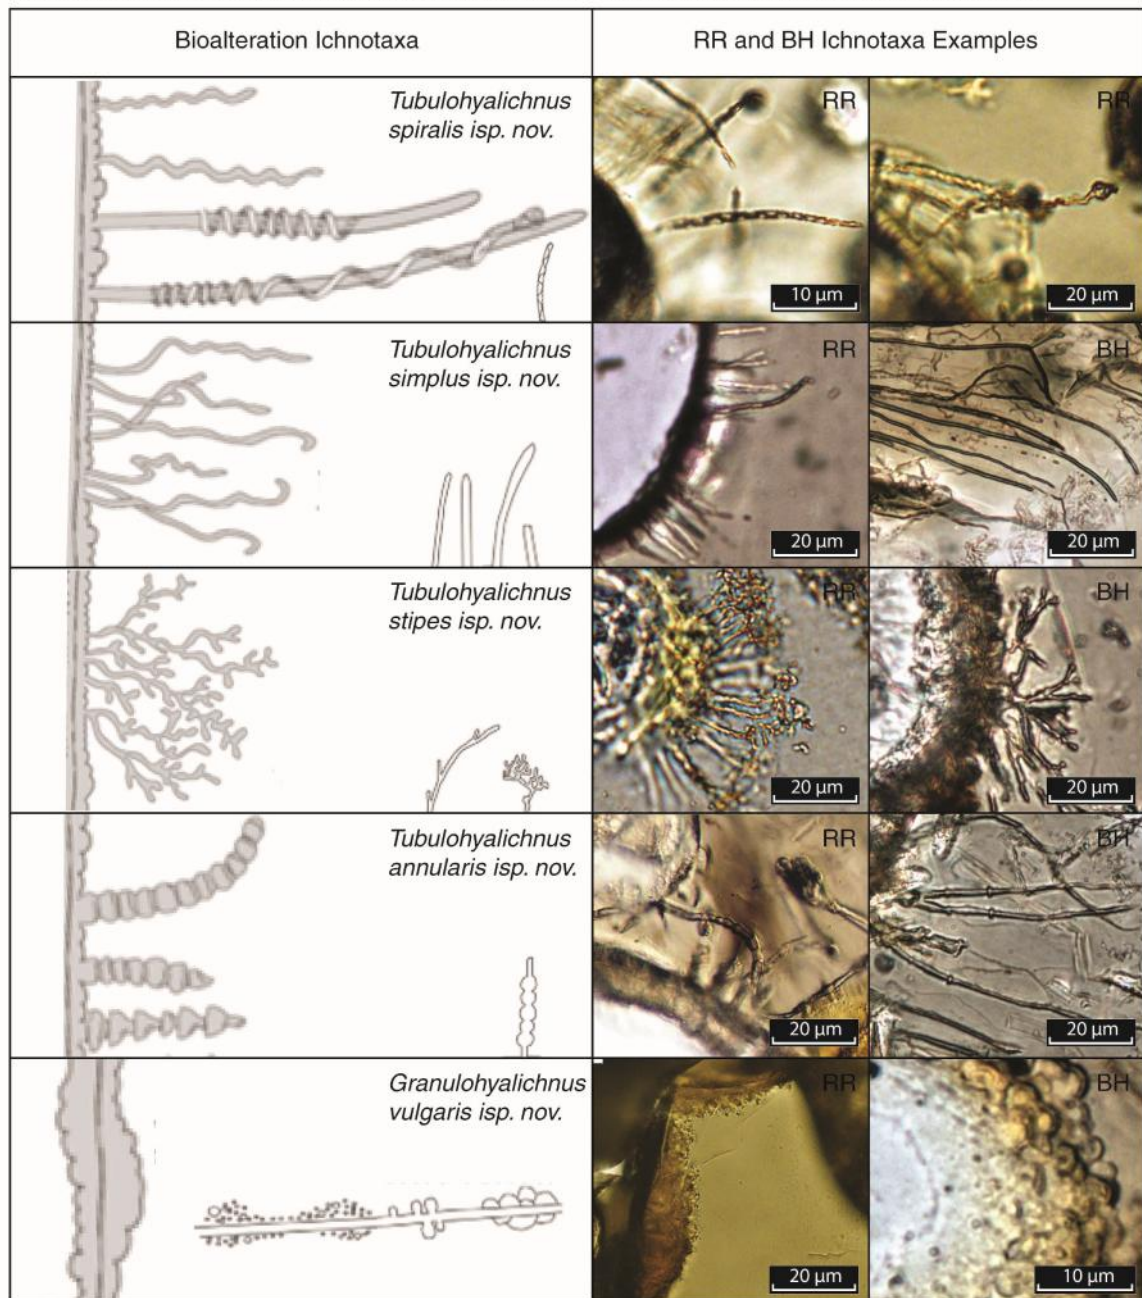 Bioalteration Ichnotaxa
RR and BH Ichnotaxa Examples
Tubulohyalichnus
spiralis isp. nov.
RR
10 µm
RR
20 µm
Tubulohyalichnus
simplus isp. nov.
RR
20 µm
BH
20 µm
Tubulohyalichnus
stipes isp. nov.
RR
20 µm
BH
20 µm
Tubulohyalichnus
annularis isp. nov.
RR
20 µm
BH
20 µm
Granulohyalichnus
vulgaris isp. nov.
RR
20 µm
BH
10 µm